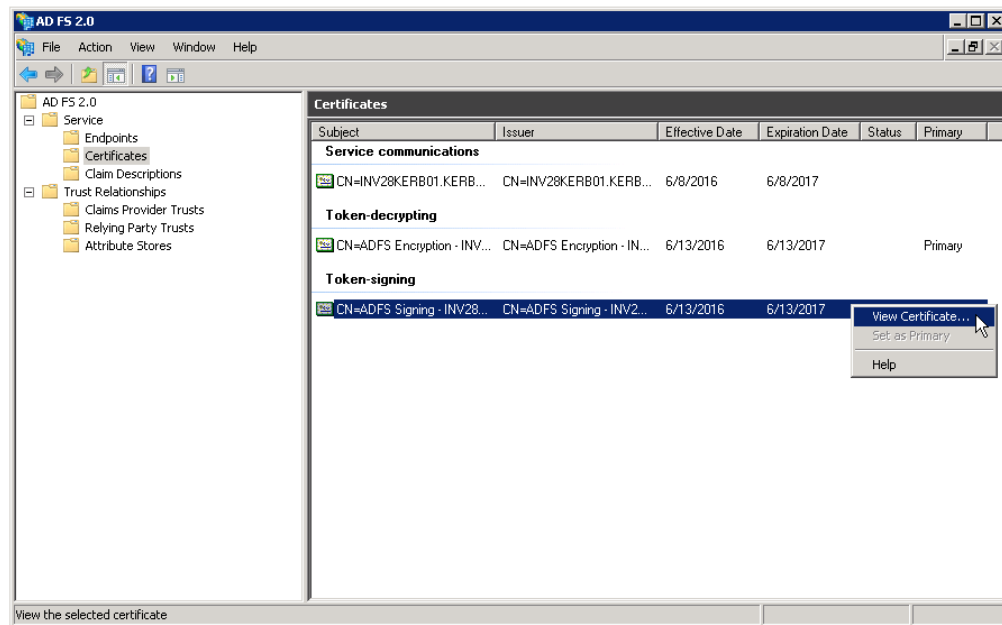 AD FS 2.0
File Action View Window Help
AD FS 2.0
Service
Endpoints
Certificates
Claim Descriptions
Trust Relationships
Claims Provider Trusts
Relying Party Trusts
Attribute Stores
Certificates
Subject Issuer Effective Date Expiration Date Status Primary
Service communications
CN=INV28KERB01.KERB... CN=INV28KERB01.KERB... 6/8/2016 6/8/2017
Token-decrypting
CN=ADFS Encryption - INV... CN=ADFS Encryption - IN... 6/13/2016 6/13/2017 Primary
Token-signing
CN=ADFS Signing - INV28... CN=ADFS Signing - INV2... 6/13/2016 6/13/2017
View Certificate...
Set as Primary
Help
View the selected certificate